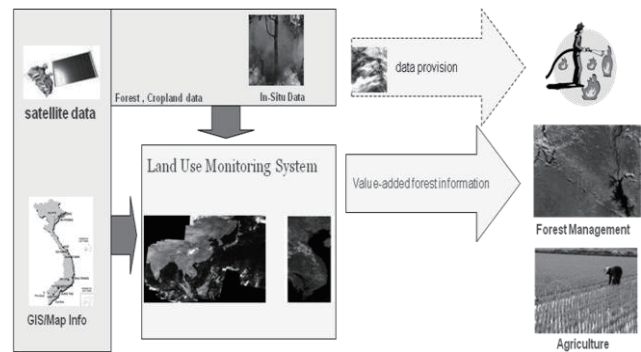 satellite data
Forest , Cropland data
In-Situ Data
data provision
Land Use Monitoring System
Value-added forest information
GIS/Map Info
Forest Management
Agriculture